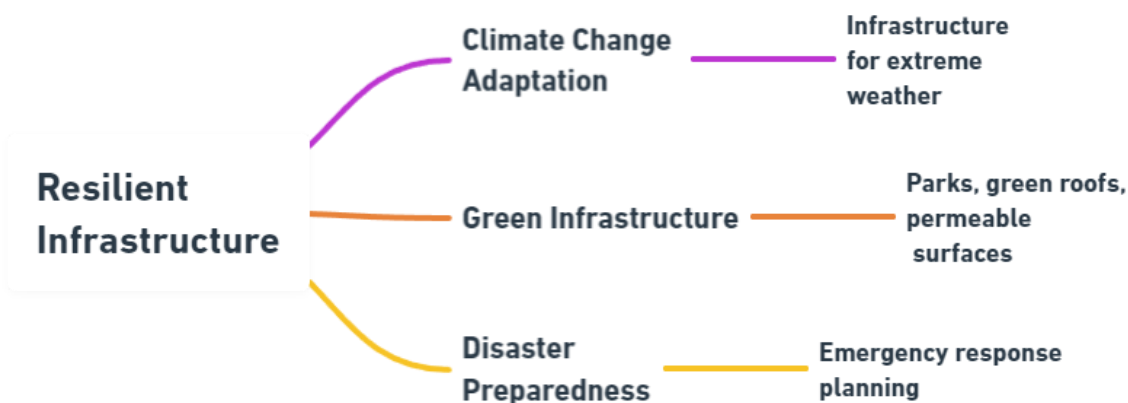 Resilient
Infrastructure
Climate Change
Adaptation
Infrastructure
for extreme
weather
Green Infrastructure
Parks, green roofs,
permeable
surfaces
Disaster
Preparedness
Emergency response
planning